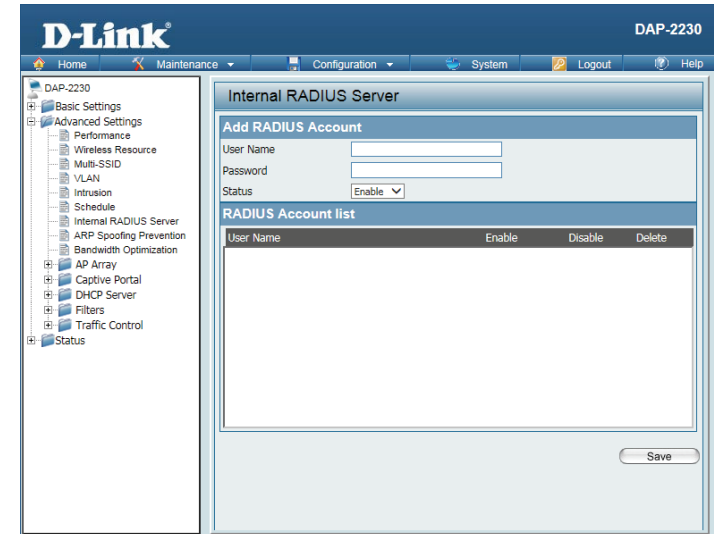 D-Link®
DAP-2230
Home Maintenance Configuration System Logout Help
DAP-2230
Basic Settings
Advanced Settings
Performance
Wireless Resource
Multi-SSID
VLAN
Intrusion
Schedule
Internal RADIUS Server
ARP Spoofing Prevention
Bandwidth Optimization
AP Array
Captive Portal
DHCP Server
Filters
Traffic Control
Status
Internal RADIUS Server
Add RADIUS Account
User Name
Password
Status Enable
RADIUS Account list
User Name Enable Disable Delete
Save